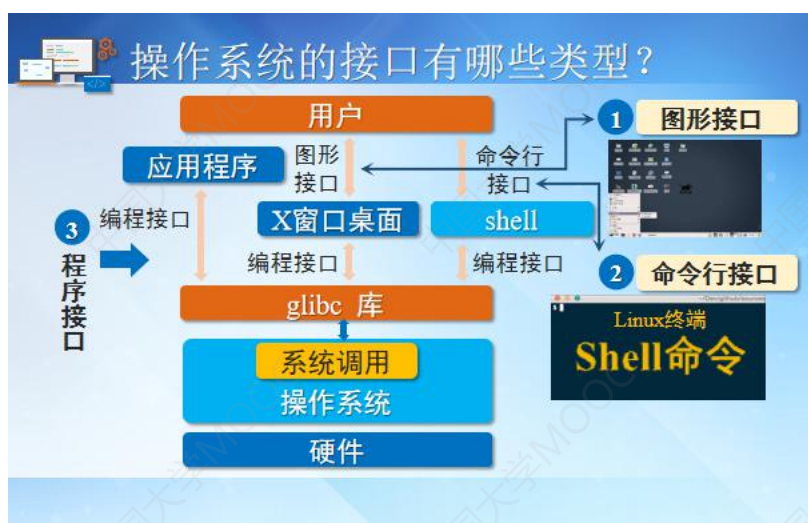 操作系统的接口有哪些类型？
用户
1 图形接口
应用程序
图形
接口
命令行
接口
3
程序接口
编程接口
X窗口桌面
shell
编程接口
编程接口
2 命令行接口
glibc 库
Linux终端
Shell命令
系统调用
操作系统
硬件